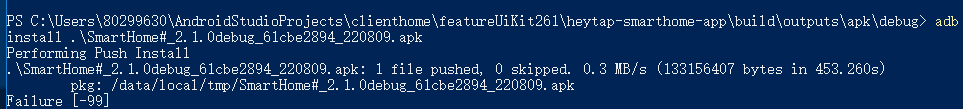 PS C:\Users\80299630\AndroidStudioProjects\clienthome\featureUiKit261\heytap-smarthome-app\build\outputs\apk\debug> adb
install .\SmartHome#_2.1.0debug_61cbe2894_220809.apk
Performing Push Install
.\SmartHome#_2.1.0debug_61cbe2894_220809.apk: 1 file pushed, 0 skipped. 0.3 MB/s (133156407 bytes in 453.260s)
pkg: /data/local/tmp/SmartHome#_2.1.0debug_61cbe2894_220809.apk
Failure [-99]